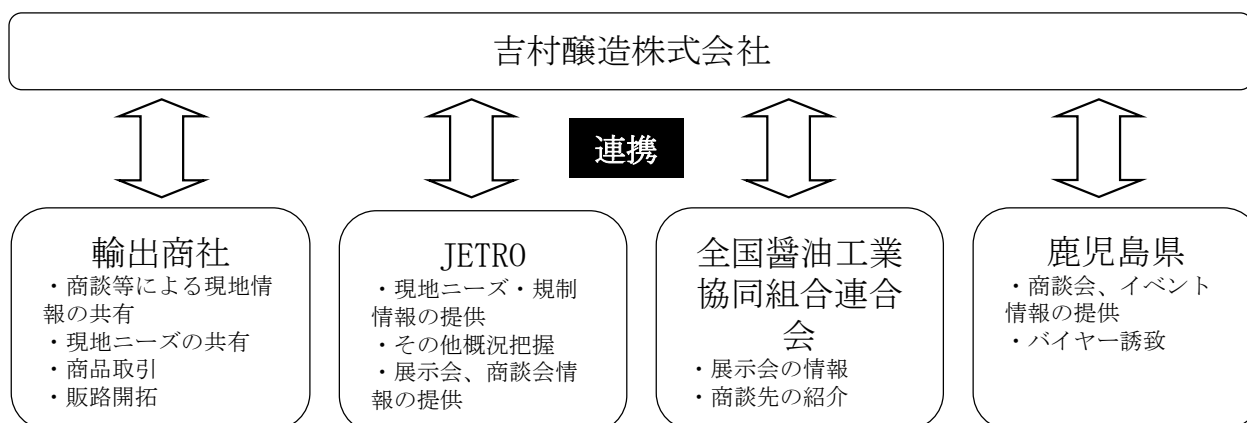 吉村醸造株式会社
連携
輸出商社
・商談等による現地情
報の共有
・現地ニーズの共有
・商品取引
・販路開拓
JETRO
・現地ニーズ・規制
情報の提供
・その他概況把握
・展示会、商談会情
報の提供
全国醤油工業
協同組合連合
会
・展示会の情報
・商談先の紹介
鹿児島県
・商談会、イベント
情報の提供
・バイヤー誘致